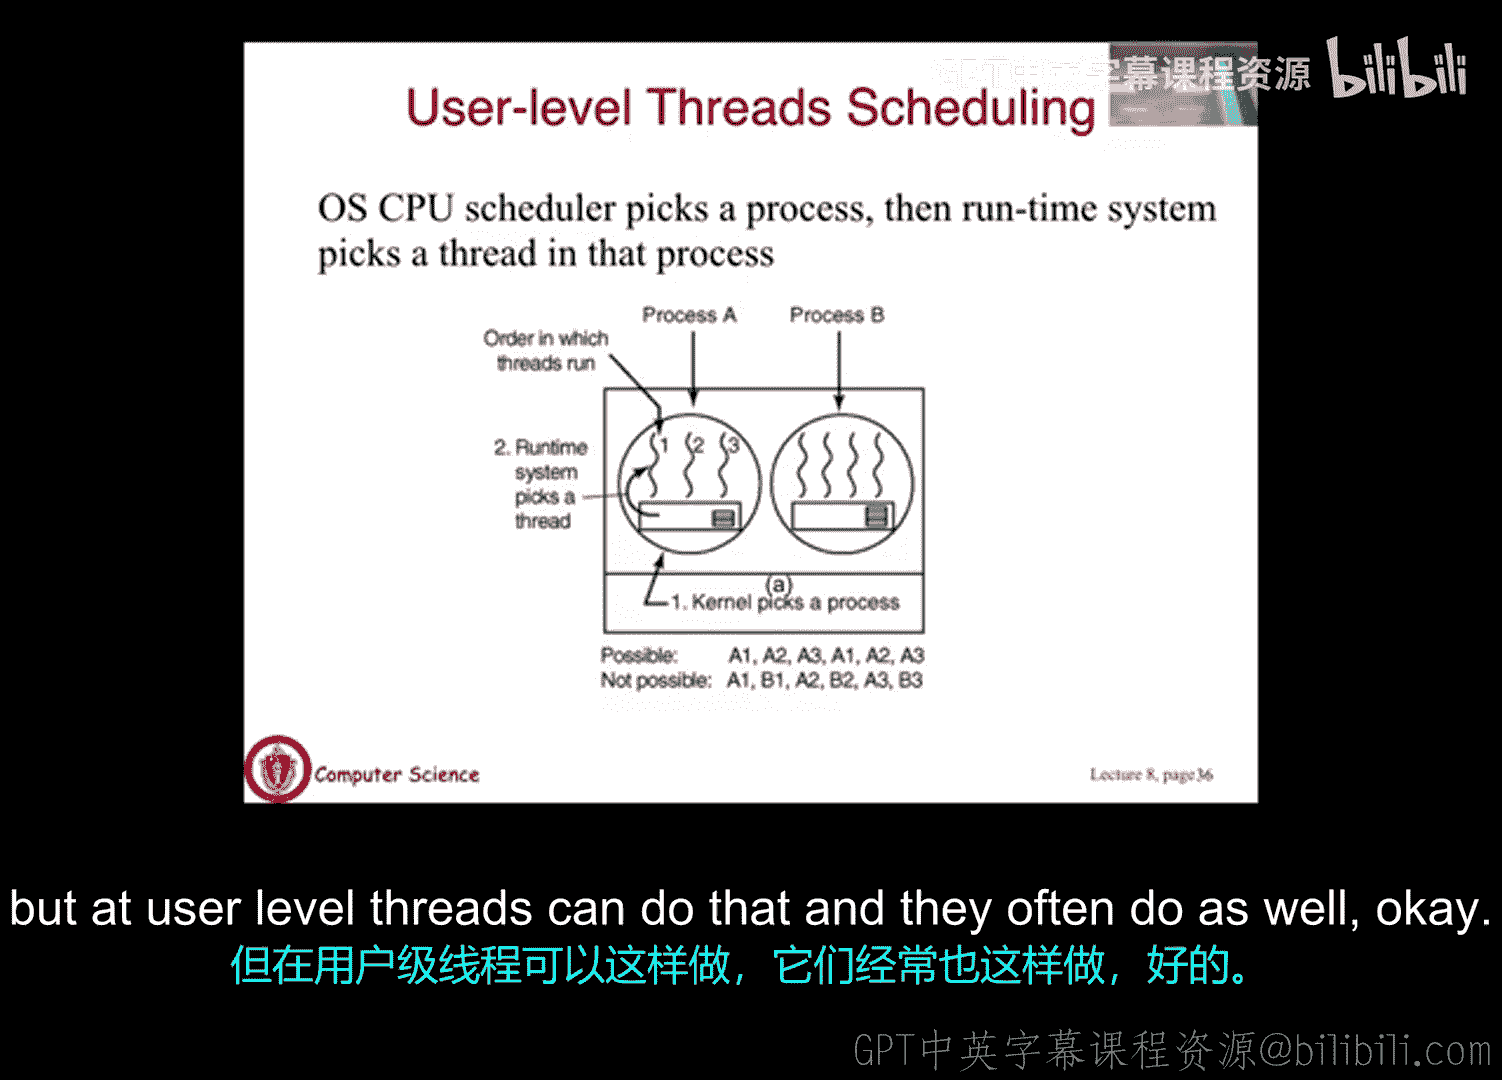 GPT中英字幕课程资源 bilibili
User-level Threads Scheduling
OS CPU scheduler picks a process, then run-time system
picks a thread in that process
Process A
Process B
Order in which
threads run
1 2 3
2. Runtime
system
picks a
thread
(a)
1. Kernel picks a process
Possible: A1, A2, A3, A1, A2, A3
Not possible: A1, B1, A2, B2, A3, B3
Computer Science
Lecture 8, page 36
but at user level threads can do that and they often do as well, okay.
但在用户级线程可以这样做，它们经常也这样做，好的。
GPT中英字幕课程资源@bilibili.com